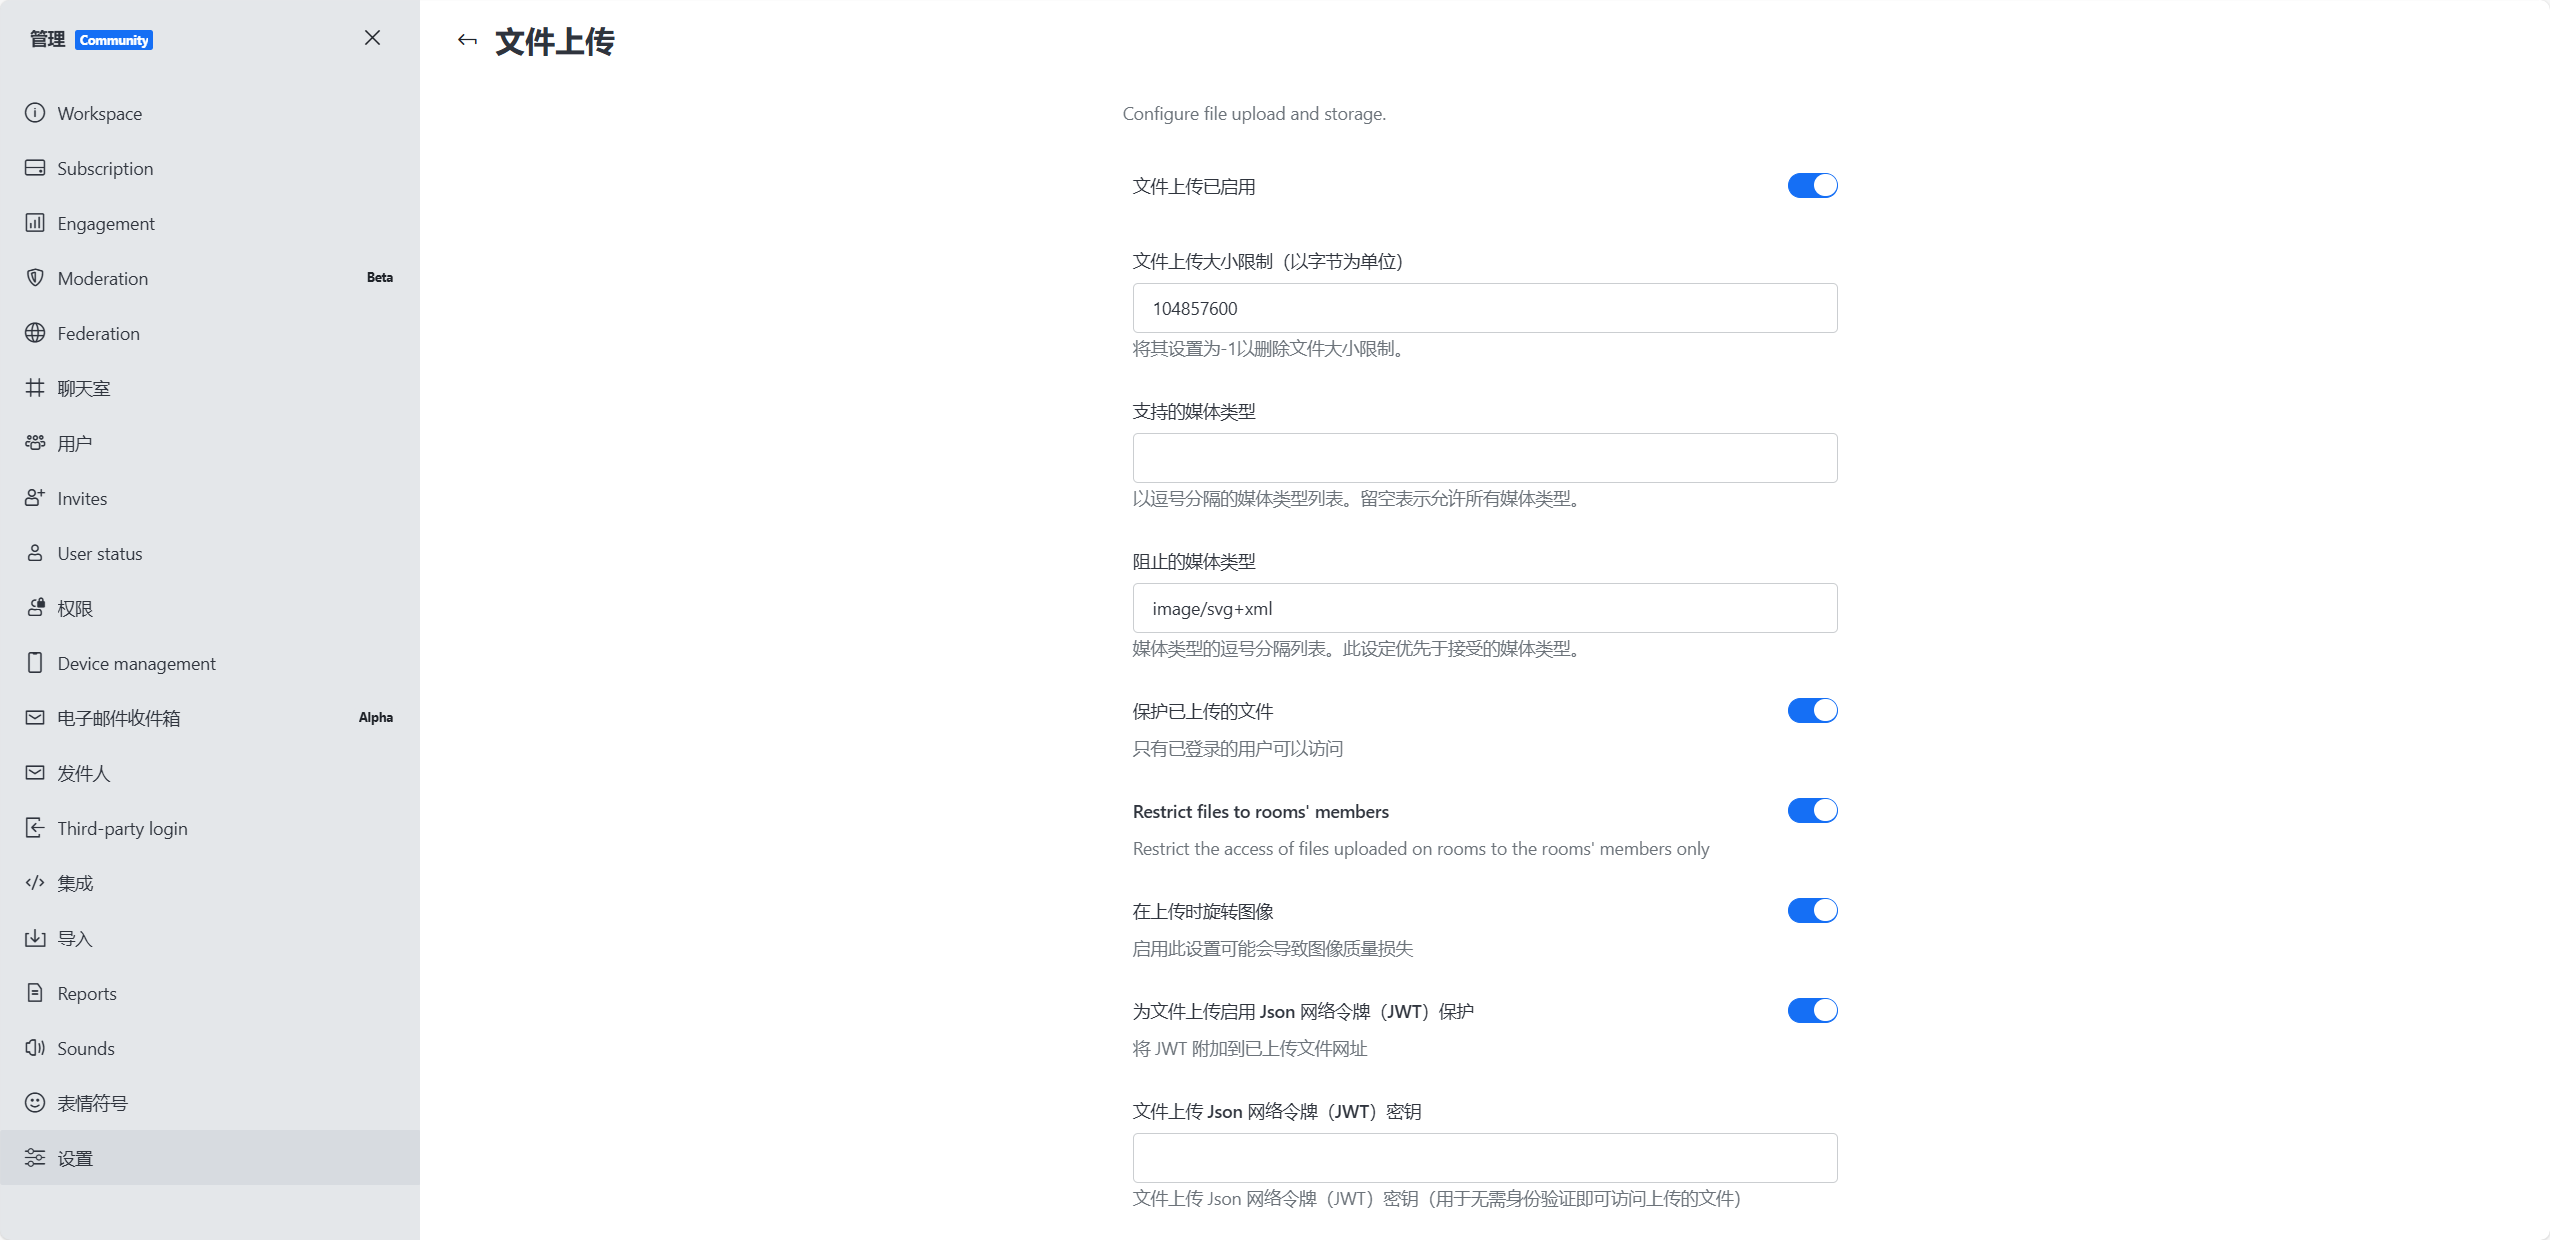 管理 Community
Workspace
Subscription
Engagement
Moderation Beta
Federation
聊天室
用户
Invites
User status
权限
Device management
电子邮件收件箱 Alpha
发件人
Third-party login
集成
导入
Reports
Sounds
表情符号
设置
文件上传
Configure file upload and storage.
文件上传已启用
文件上传大小限制（以字节为单位）
104857600
将其设置为-1以删除文件大小限制。
支持的媒体类型
以逗号分隔的媒体类型列表。留空表示允许所有媒体类型。
阻止的媒体类型
image/svg+xml
媒体类型的逗号分隔列表。此设定优先于接受的媒体类型。
保护已上传的文件
只有已登录的用户可以访问
Restrict files to rooms' members
Restrict the access of files uploaded on rooms to the rooms' members only
在上传时旋转图像
启用此设置可能会导致图像质量损失
为文件上传启用 Json 网络令牌（JWT）保护
将 JWT 附加到已上传文件网址
文件上传 Json 网络令牌（JWT）密钥
文件上传 Json 网络令牌（JWT）密钥（用于无需身份验证即可访问上传的文件）